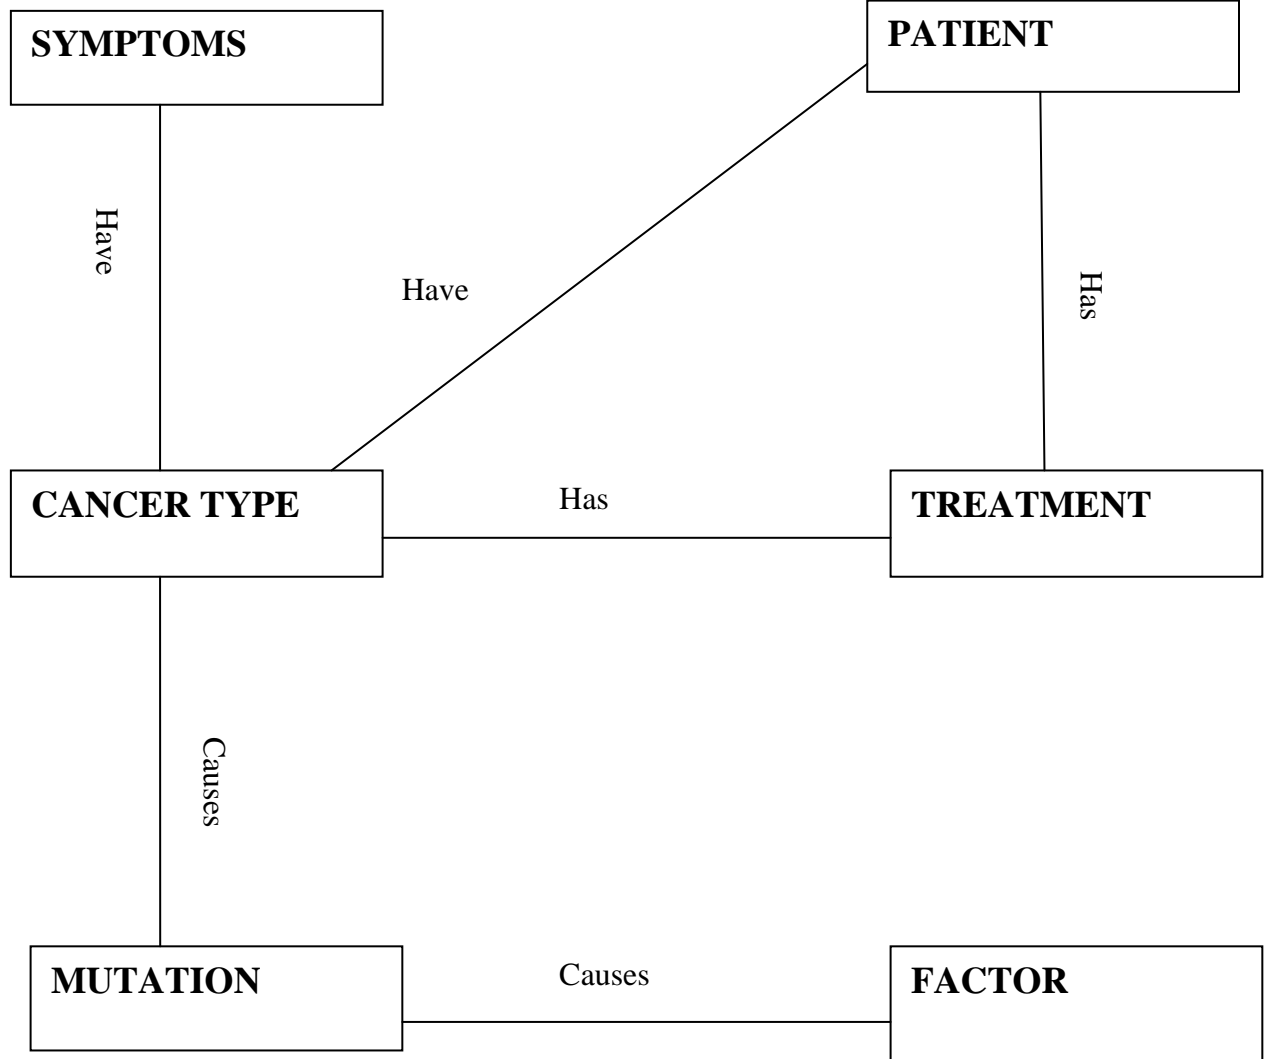 SYMPTOMS
PATIENT
Have
Have
Has
CANCER TYPE
Has
TREATMENT
Causes
MUTATION
Causes
FACTOR